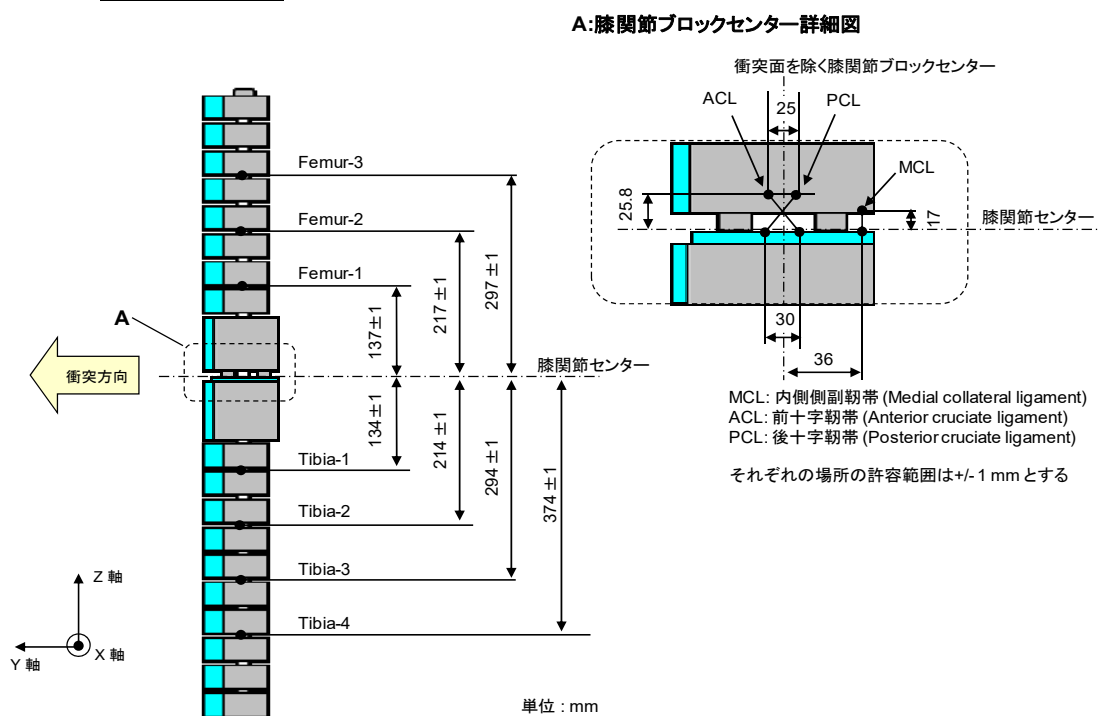 A:膝関節ブロックセンター詳細図
衝突面を除く膝関節ブロックセンター
ACL
25
PCL
MCL
25.8
17
膝関節センター
30
36
MCL: 内側側副靭帯 (Medial collateral ligament)
ACL: 前十字靭帯 (Anterior cruciate ligament)
PCL: 後十字靭帯 (Posterior cruciate ligament)
それぞれの場所の許容範囲は+/- 1 mm とする
Femur-3
Femur-2
Femur-1
137±1
217±1
297±1
A
衝突方向
膝関節センター
134±1
214±1
294±1
374±1
Tibia-1
Tibia-2
Tibia-3
Tibia-4
Z 軸
Y 軸
X 軸
単位 : mm